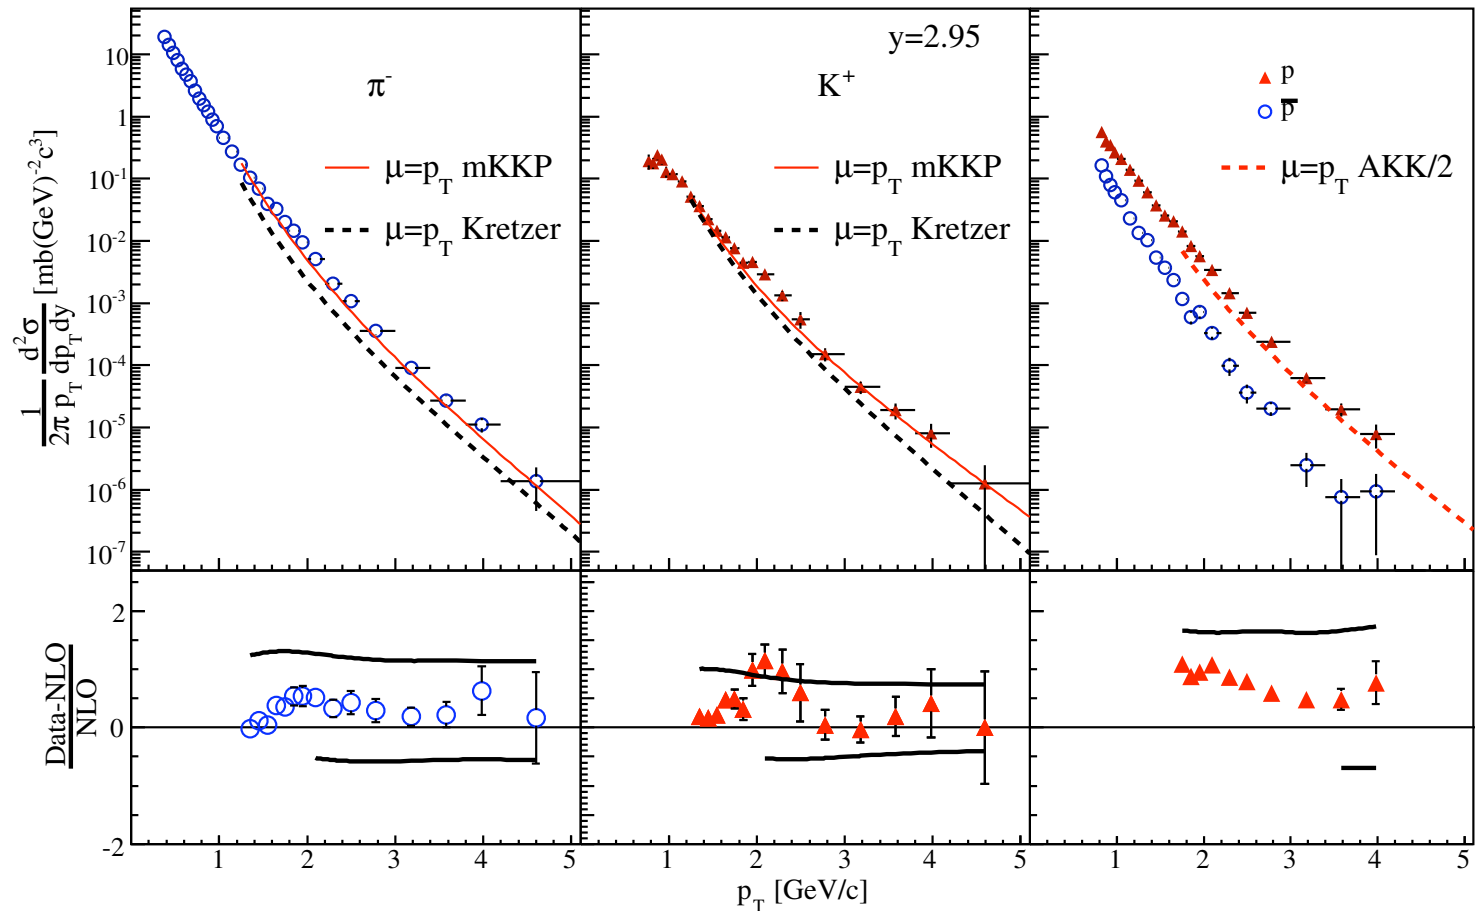 y=2.95
π⁻
K⁺
p
p̅
μ=p_T mKKP
μ=p_T Kretzer
μ=p_T mKKP
μ=p_T Kretzer
μ=p_T AKK/2
1/(2π p_T) d²σ/(dp_T dy) [mb(GeV)⁻²c³]
10
1
10⁻¹
10⁻²
10⁻³
10⁻⁴
10⁻⁵
10⁻⁶
10⁻⁷
Data-NLO
NLO
2
0
-2
1 2 3 4 5
1 2 3 4 5
1 2 3 4 5
p_T [GeV/c]